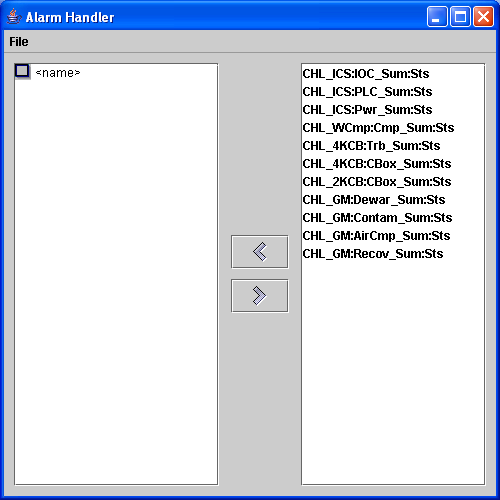 Alarm Handler
File
<name>
CHL_ICS:IOC_Sum:Sts
CHL_ICS:PLC_Sum:Sts
CHL_ICS:Pwr_Sum:Sts
CHL_WCmp:Cmp_Sum:Sts
CHL_4KCB:Trb_Sum:Sts
CHL_4KCB:CBox_Sum:Sts
CHL_2KCB:CBox_Sum:Sts
CHL_GM:Dewar_Sum:Sts
CHL_GM:Contam_Sum:Sts
CHL_GM:AirCmp_Sum:Sts
CHL_GM:Recov_Sum:Sts